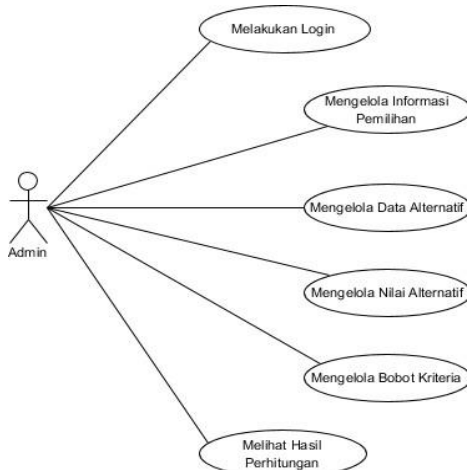 Melakukan Login
Mengelola Informasi
Pemilihan
Mengelola Data Alternatif
Admin
Mengelola Nilai Alternatif
Mengelola Bobot Kriteria
Melihat Hasil
Perhitungan